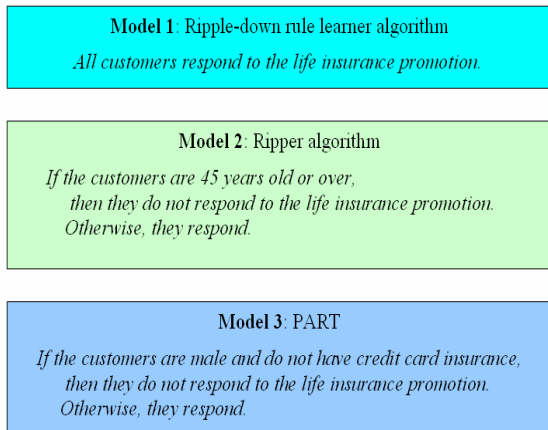 Model 1: Ripple-down rule learner algorithm
All customers respond to the life insurance promotion.
Model 2: Ripper algorithm
If the customers are 45 years old or over,
then they do not respond to the life insurance promotion.
Otherwise, they respond.
Model 3: PART
If the customers are male and do not have credit card insurance,
then they do not respond to the life insurance promotion.
Otherwise, they respond.